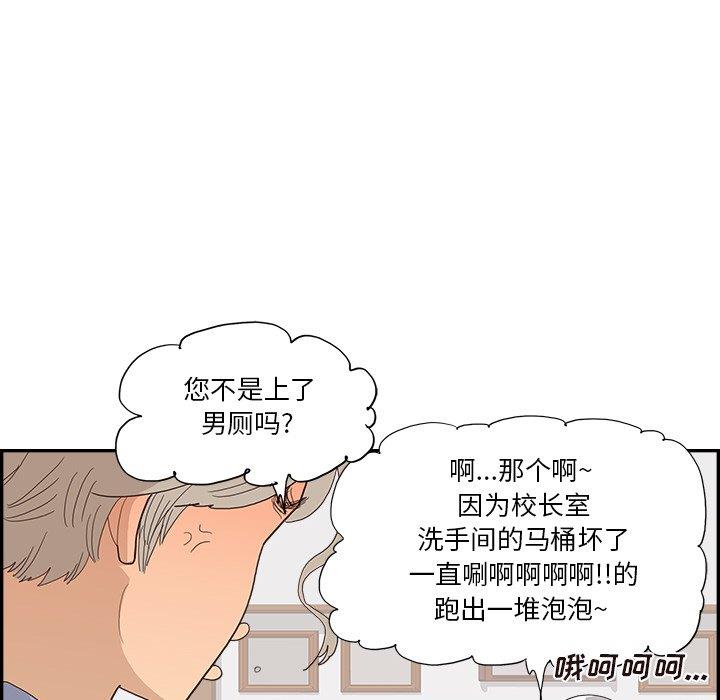 您不是上了
男厕吗?
啊...那个啊~
因为校长室
洗手间的马桶坏了
一直唰啊啊啊啊!!的
跑出一堆泡泡~
哦呵呵呵...